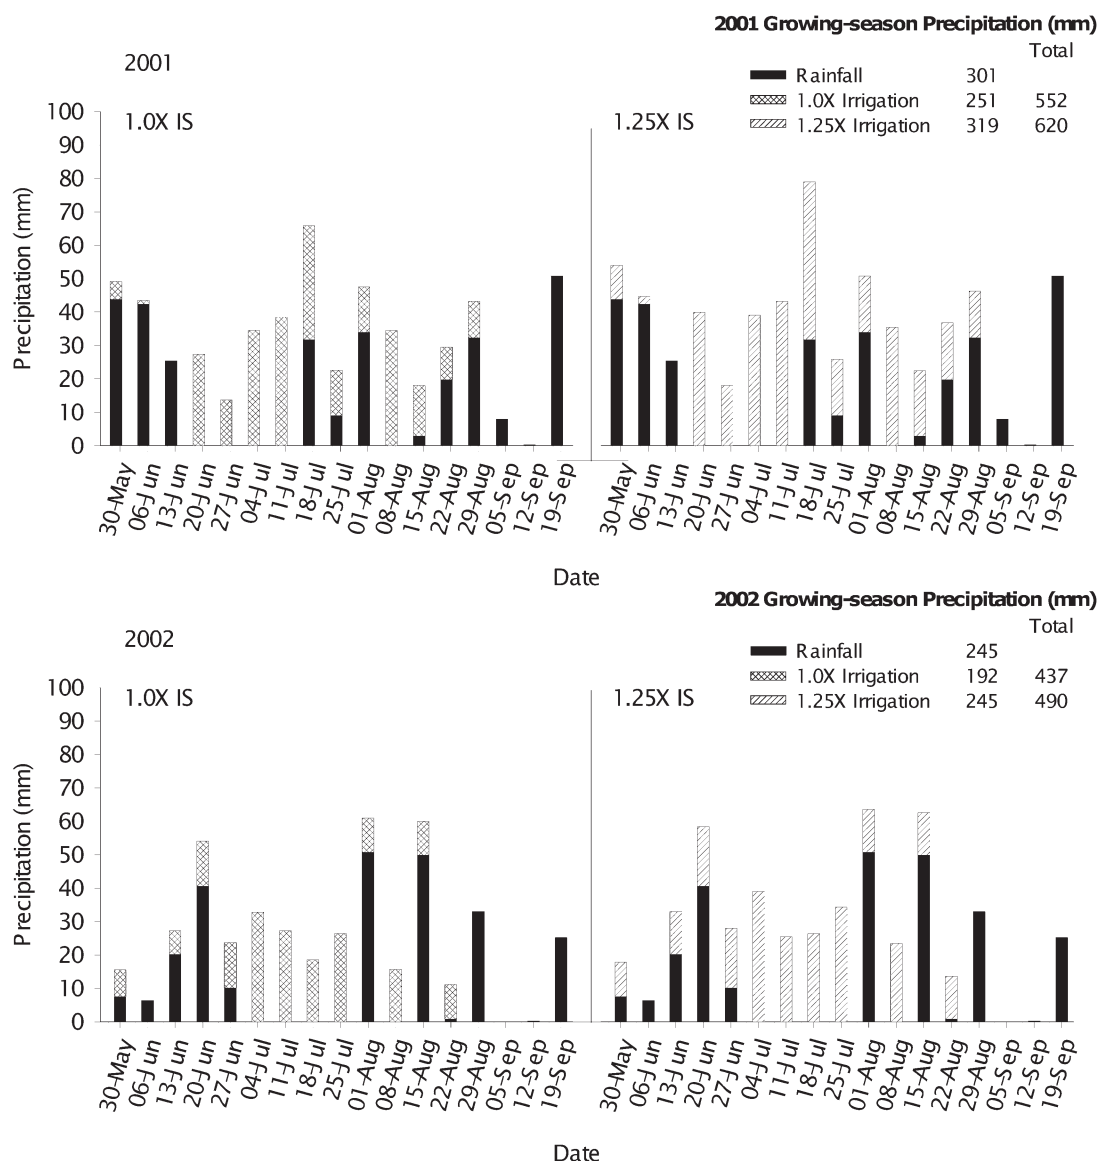 2001 Growing-season Precipitation (mm)
Total
2001
Rainfall 301
1.0X Irrigation 251 552
1.25X Irrigation 319 620
1.0X IS
1.25X IS
Precipitation (mm)
100
90
80
70
60
50
40
30
20
10
0
30-May 06-Jun 13-Jun 20-Jun 27-Jun 04-Jul 11-Jul 18-Jul 25-Jul 01-Aug 08-Aug 15-Aug 22-Aug 29-Aug 05-Sep 12-Sep 19-Sep
30-May 06-Jun 13-Jun 20-Jun 27-Jun 04-Jul 11-Jul 18-Jul 25-Jul 01-Aug 08-Aug 15-Aug 22-Aug 29-Aug 05-Sep 12-Sep 19-Sep
Date
2002 Growing-season Precipitation (mm)
Total
2002
Rainfall 245
1.0X Irrigation 192 437
1.25X Irrigation 245 490
1.0X IS
1.25X IS
Precipitation (mm)
100
90
80
70
60
50
40
30
20
10
0
30-May 06-Jun 13-Jun 20-Jun 27-Jun 04-Jul 11-Jul 18-Jul 25-Jul 01-Aug 08-Aug 15-Aug 22-Aug 29-Aug 05-Sep 12-Sep 19-Sep
30-May 06-Jun 13-Jun 20-Jun 27-Jun 04-Jul 11-Jul 18-Jul 25-Jul 01-Aug 08-Aug 15-Aug 22-Aug 29-Aug 05-Sep 12-Sep 19-Sep
Date